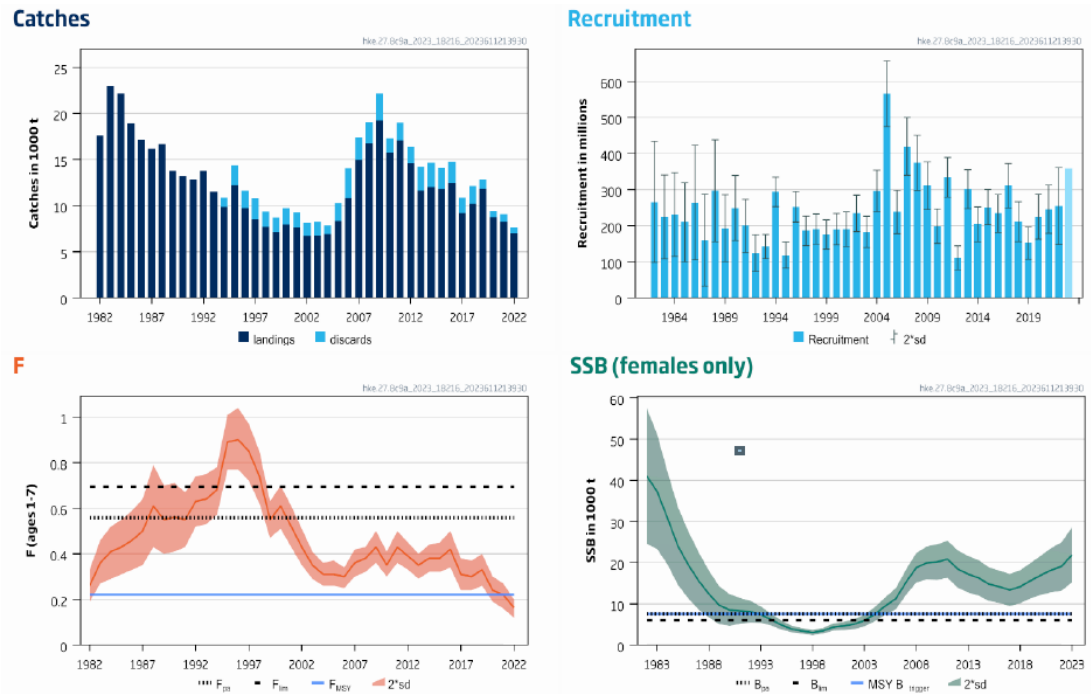 Catches
hke.27.8c9a_2023_18216_2023611213930
Catches in 1000 t
25
20
15
10
5
0
1982 1987 1992 1997 2002 2007 2012 2017 2022
landings discards
Recruitment
hke.27.8c9a_2023_18216_2023611213930
Recruitment in millions
600
500
400
300
200
100
0
1984 1989 1994 1999 2004 2009 2014 2019
Recruitment 2*sd
F
hke.27.8c9a_2023_18216_2023611213930
F (ages 1-7)
1
0.8
0.6
0.4
0.2
0
1982 1987 1992 1997 2002 2007 2012 2017 2022
Fpa Flim FMSY 2*sd
SSB (females only)
hke.27.8c9a_2023_18216_2023611213930
SSB in 1000 t
60
50
40
30
20
10
0
1983 1988 1993 1998 2003 2008 2013 2018 2023
Bpa Blim MSY Btrigger 2*sd